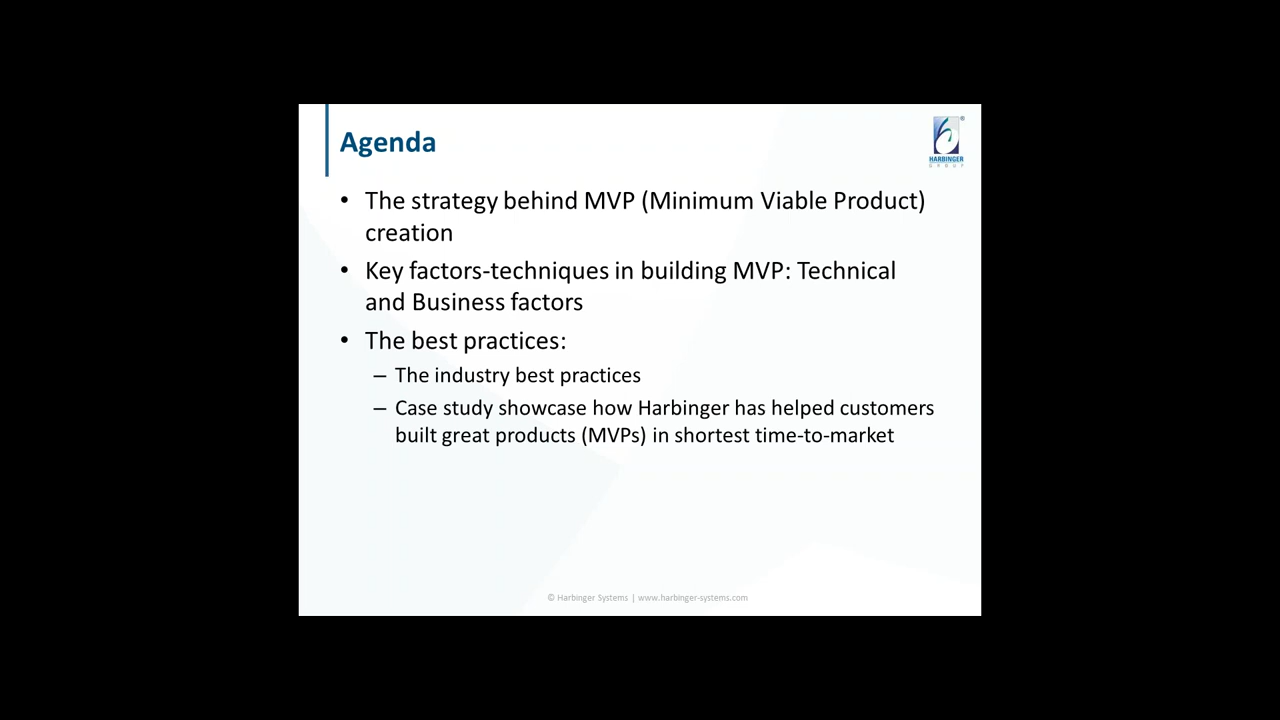 Agenda
HARBINGER
GROUP
®
• The strategy behind MVP (Minimum Viable Product)
creation
• Key factors-techniques in building MVP: Technical
and Business factors
• The best practices:
– The industry best practices
– Case study showcase how Harbinger has helped customers
built great products (MVPs) in shortest time-to-market
© Harbinger Systems | www.harbinger-systems.com